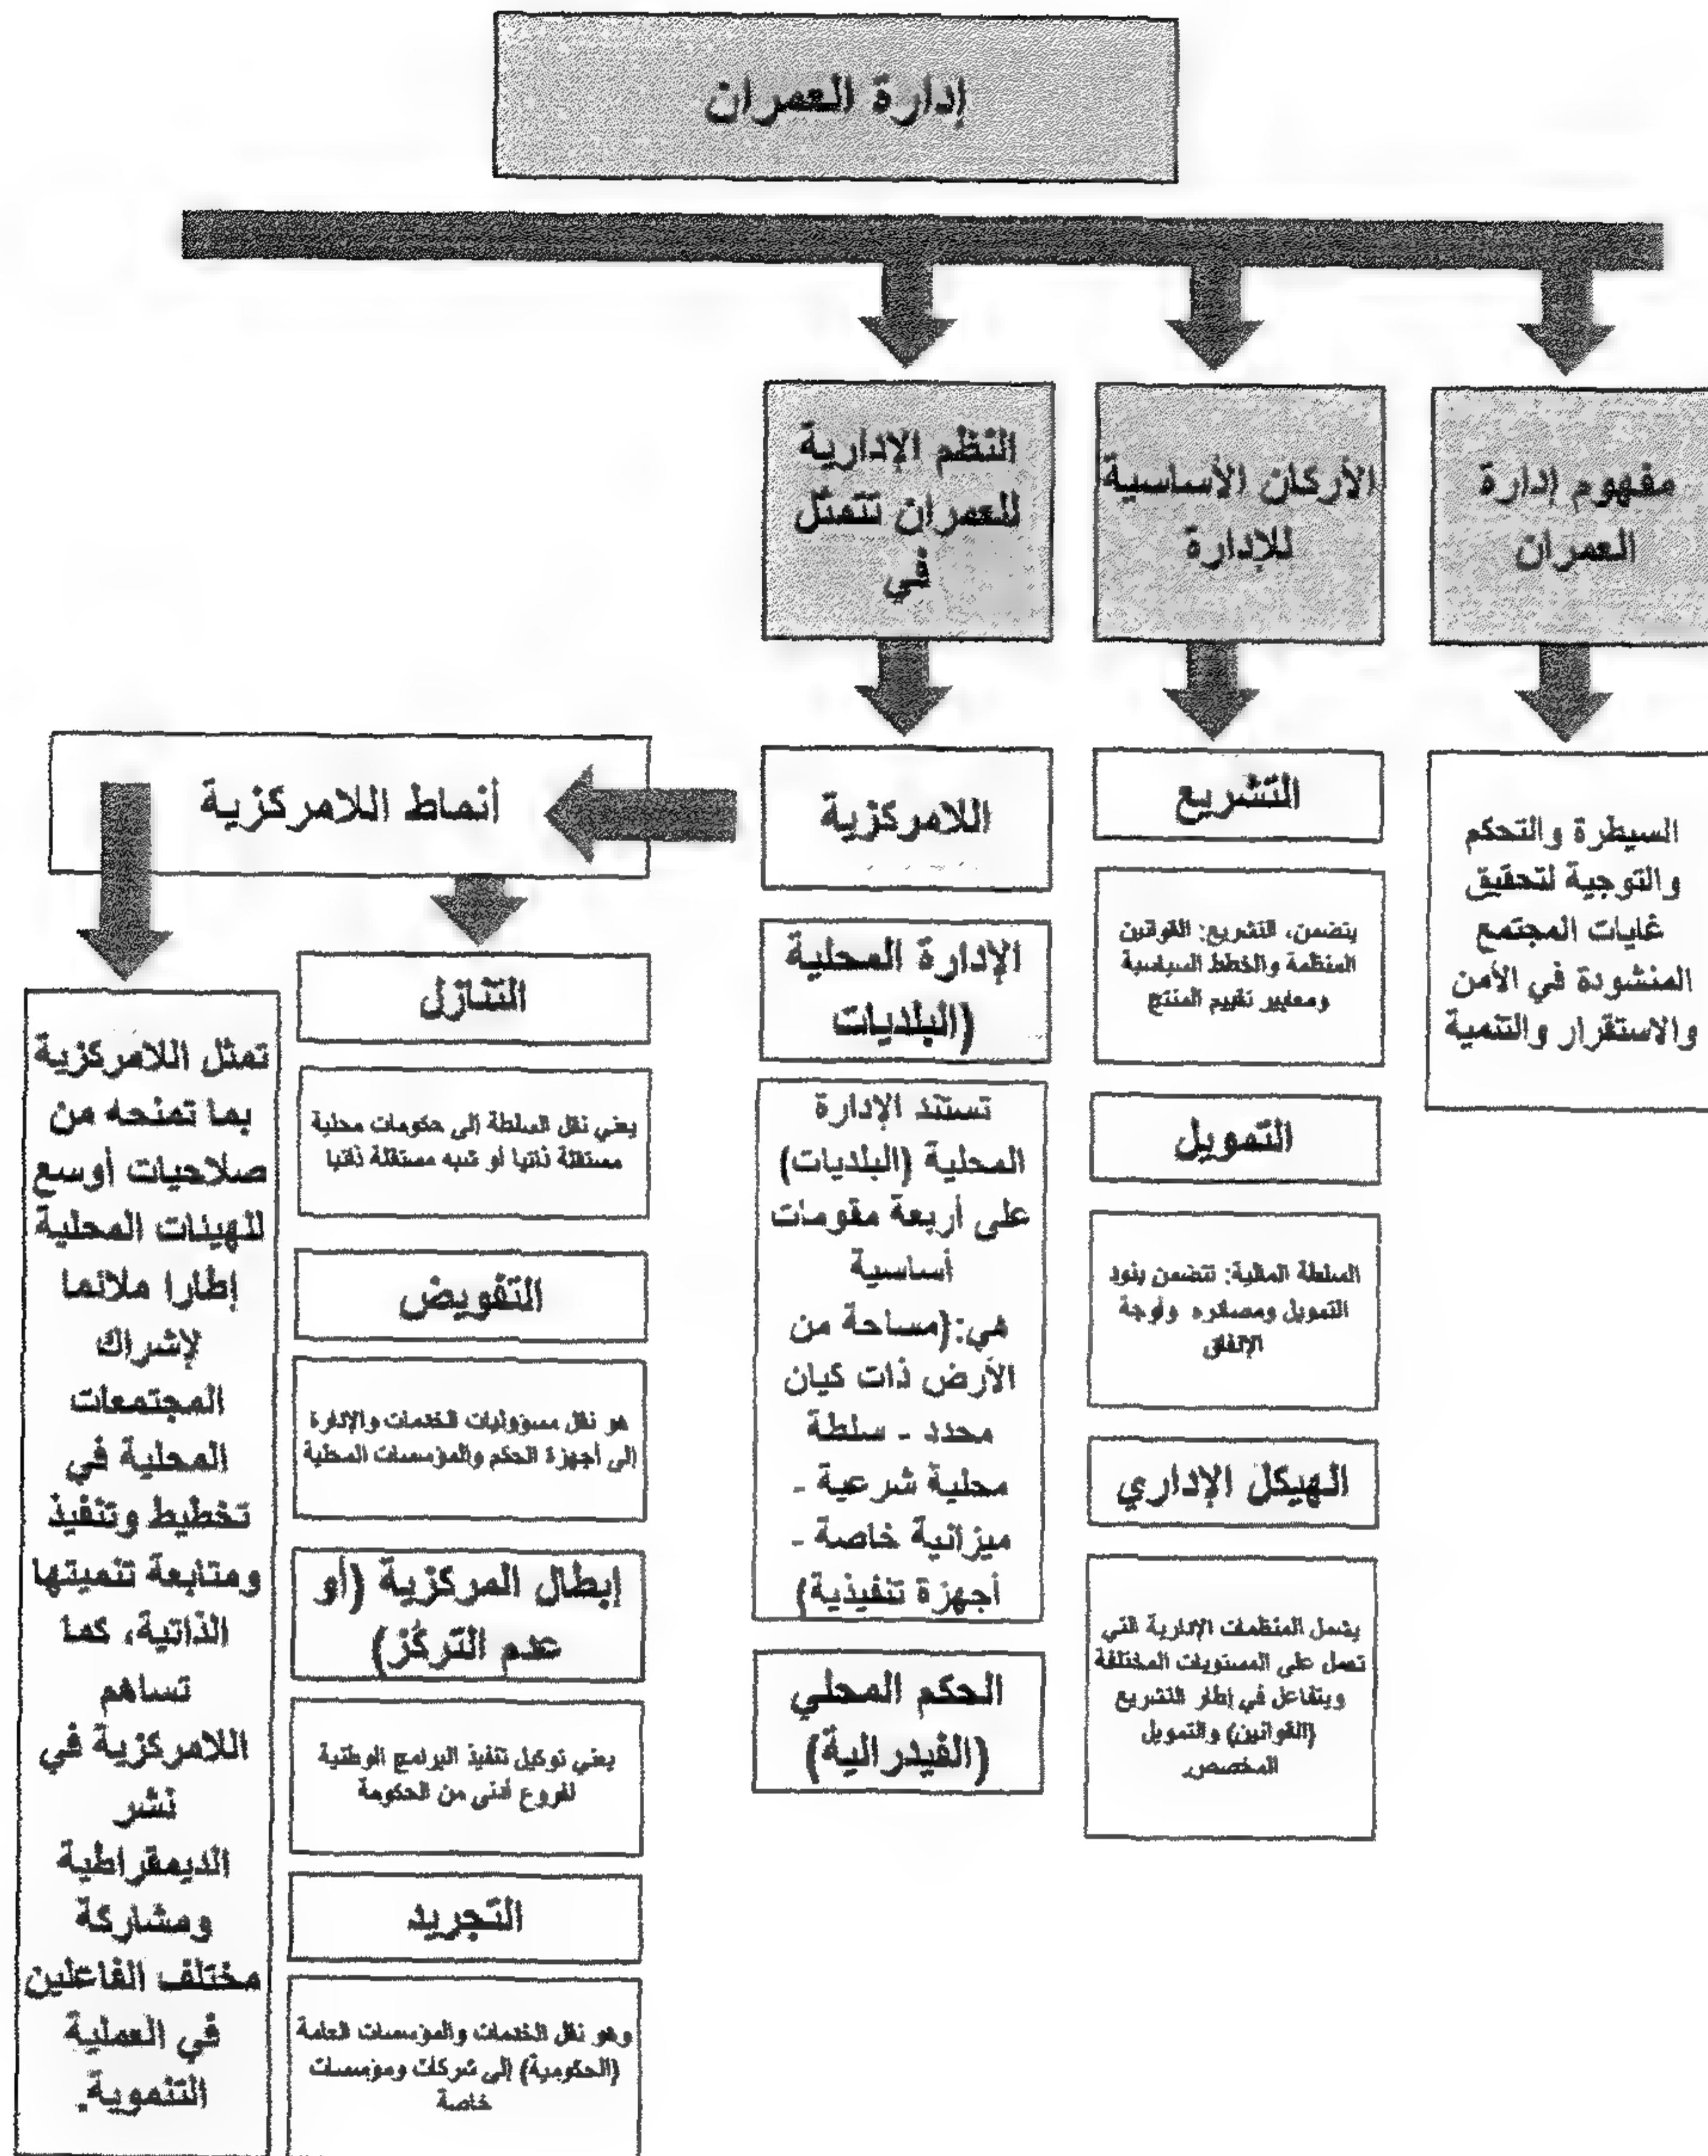 إدارة العمران
مفهوم إدارة
العمران
السيطرة والتحكم
والتوجية لتحقيق
غايات المجتمع
المنشودة في الأمن
والاستقرار والتنمية
الأركان الأساسية
للإدارة
التشريع
يتضمن، التشريع: القوانين
المنظمة والخطط السياسية
ومعايير تقييم المنتج
التمويل
السلطة المالية: تتضمن بنود
التمويل ومصادره وأوجة
الإنفاق
الهيكل الإداري
يشمل المنظمات الإدارية التي
تعمل على المستويات المختلفة
ويتفاعل في إطار التشريع
(القوانين) والتمويل
المخصص.
النظم الإدارية
للعمران تتمثل
في
اللامركزية
الإدارة المحلية
(البلديات
تستند الإدارة
المحلية (البلديات)
على أربعة مقومات
أساسية
هي:(مساحة من
الأرض ذات كيان
محدد - سلطة
محلية شرعية -
ميزانية خاصة -
أجهزة تنفيذية)
الحكم المحلي
(الفيدرالية)
أنماط اللامركزية
التنازل
يعني نقل السلطة إلى حكومات محلية
مستقلة ذاتيا أو شبه مستقلة ذاتيا
التفويض
هو نقل مسؤوليات الخدمات والإدارة
إلى أجهزة الحكم والمؤسسات المحلية
إبطال المركزية (أو
عدم التركز)
يعني توكيل تنفيذ البرامج الوطنية
لفروع أدنى من الحكومة
التجريد
وهو نقل الخدمات والمؤسسات العامة
(الحكومية) إلى شركات ومؤسسات
خاصة
تمثل اللامركزية
بما تمنحه من
صلاحيات أوسع
للهيئات المحلية
إطارا ملائما
لإشراك
المجتمعات
المحلية في
تخطيط وتنفيذ
ومتابعة تنميتها
الذاتية، كما
تساهم
اللامركزية في
نشر
الديمقراطية
ومشاركة
مختلف الفاعلين
في العملية
التنموية.